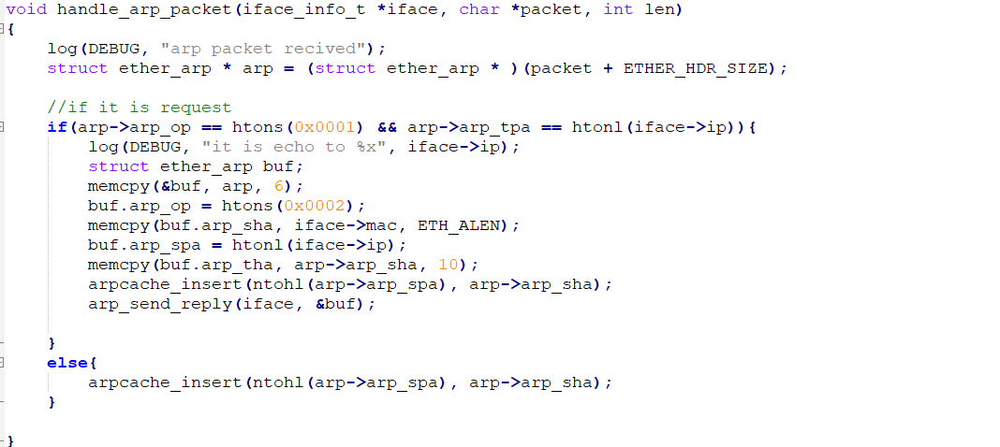 void handle_arp_packet(iface_info_t *iface, char *packet, int len)
{
    log(DEBUG, "arp packet recived");
    struct ether_arp * arp = (struct ether_arp * )(packet + ETHER_HDR_SIZE);
    //if it is request
    if(arp->arp_op == htons(0x0001) && arp->arp_tpa == htonl(iface->ip)){
        log(DEBUG, "it is echo to %x", iface->ip);
        struct ether_arp buf;
        memcpy(&buf, arp, 6);
        buf.arp_op = htons(0x0002);
        memcpy(buf.arp_sha, iface->mac, ETH_ALEN);
        buf.arp_spa = htonl(iface->ip);
        memcpy(buf.arp_tha, arp->arp_sha, 10);
        arpcache_insert(ntohl(arp->arp_spa), arp->arp_sha);
        arp_send_reply(iface, &buf);
    }
    else{
        arpcache_insert(ntohl(arp->arp_spa), arp->arp_sha);
    }
}